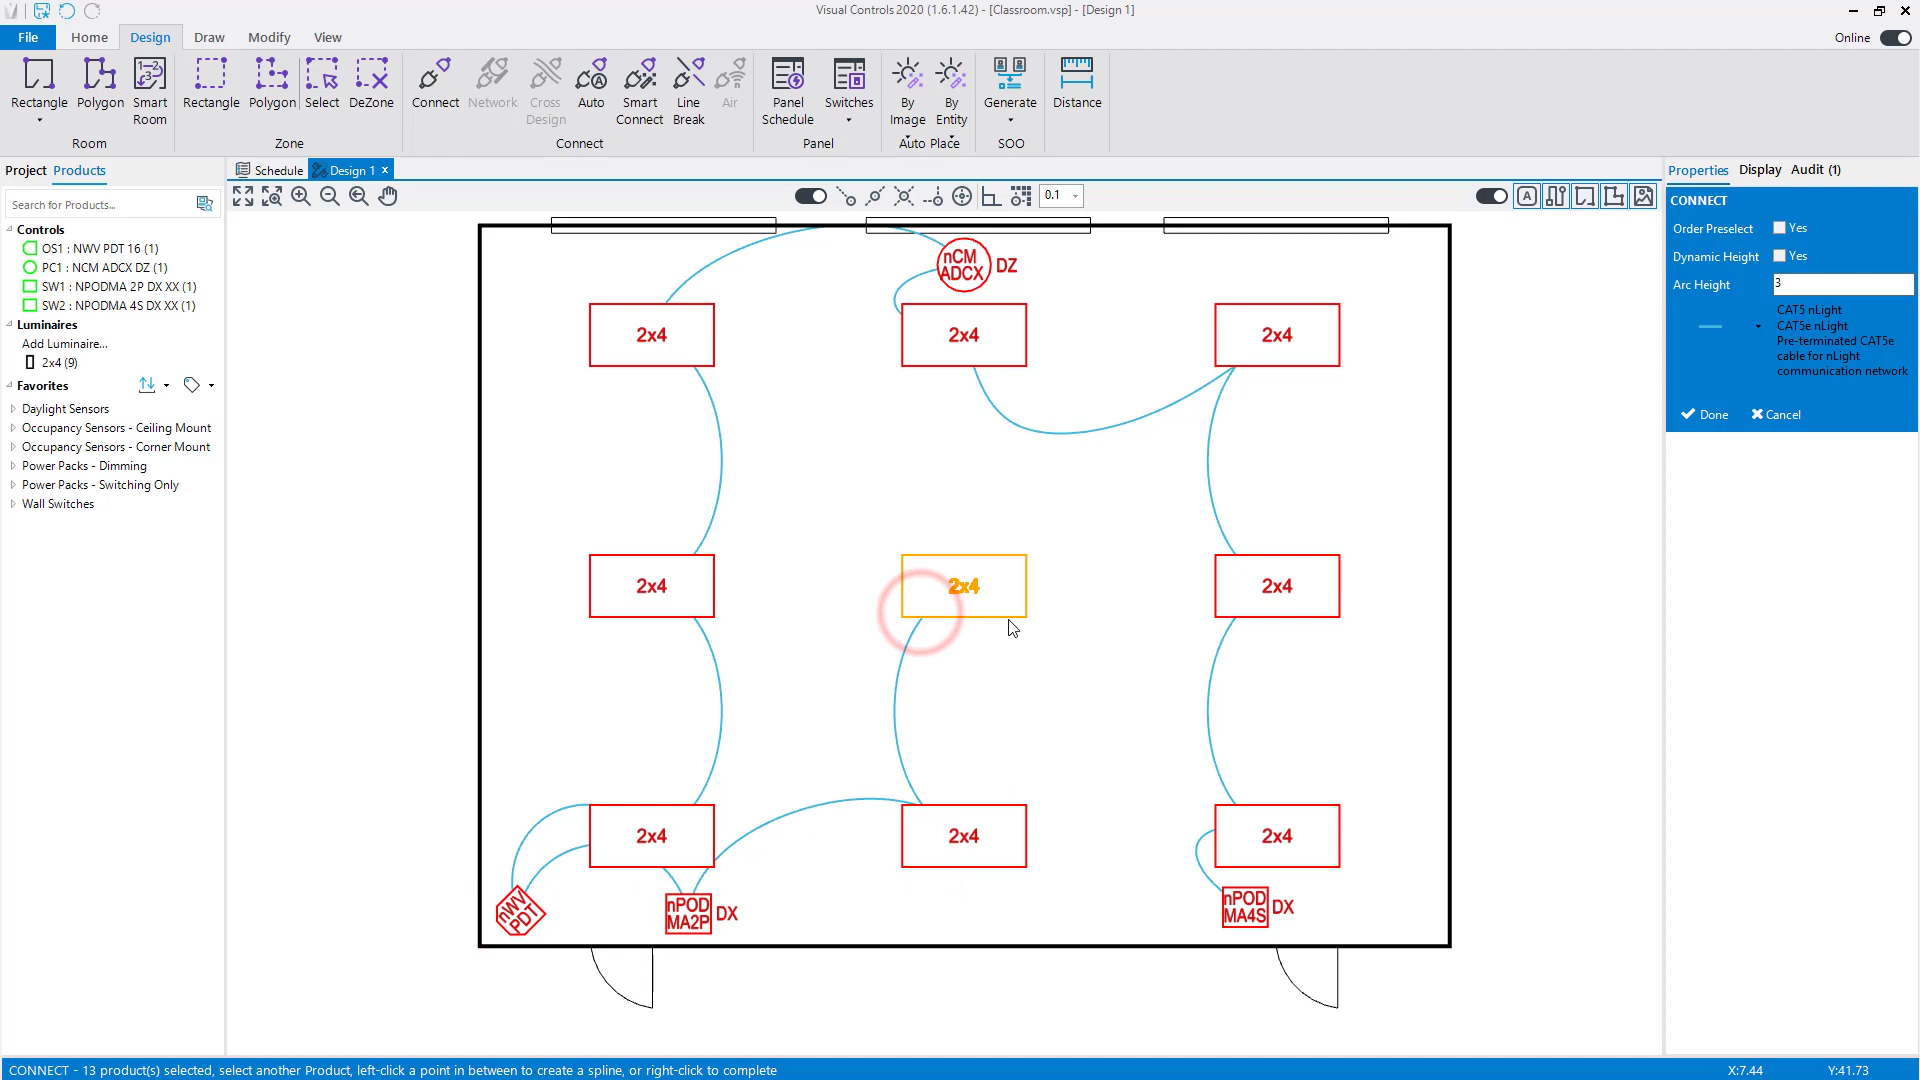 Visual Controls 2020 (1.6.1.42) - [Classroom.vsp] - [Design 1]
File Home Design Draw Modify View
Online
Rectangle Polygon Smart Room
Room
Rectangle Polygon Select DeZone
Zone
Connect Network Cross Design Auto Smart Connect Line Break Air
Connect
Panel Schedule Switches
Panel
By Image By Entity
Auto Place
Generate
SOO
Distance
Project Products
Search for Products...
Controls
OS1 : NWV PDT 16 (1)
PC1 : NCM ADCX DZ (1)
SW1 : NPODMA 2P DX XX (1)
SW2 : NPODMA 4S DX XX (1)
Luminaires
Add Luminaire...
2x4 (9)
Favorites
Daylight Sensors
Occupancy Sensors - Ceiling Mount
Occupancy Sensors - Corner Mount
Power Packs - Dimming
Power Packs - Switching Only
Wall Switches
Schedule Design 1
0.1
nCM
ADCX DZ
2x4 2x4 2x4
2x4 2x4 2x4
2x4 2x4 2x4
nWV
PDT
nPOD
MA2P DX
nPOD
MA4S DX
Properties Display Audit (1)
CONNECT
Order Preselect Yes
Dynamic Height Yes
Arc Height 3
CAT5 nLight
CAT5e nLight
Pre-terminated CAT5e
cable for nLight
communication network
Done Cancel
CONNECT - 13 product(s) selected, select another Product, left-click a point in between to create a spline, or right-click to complete
X:7.44 Y:41.73